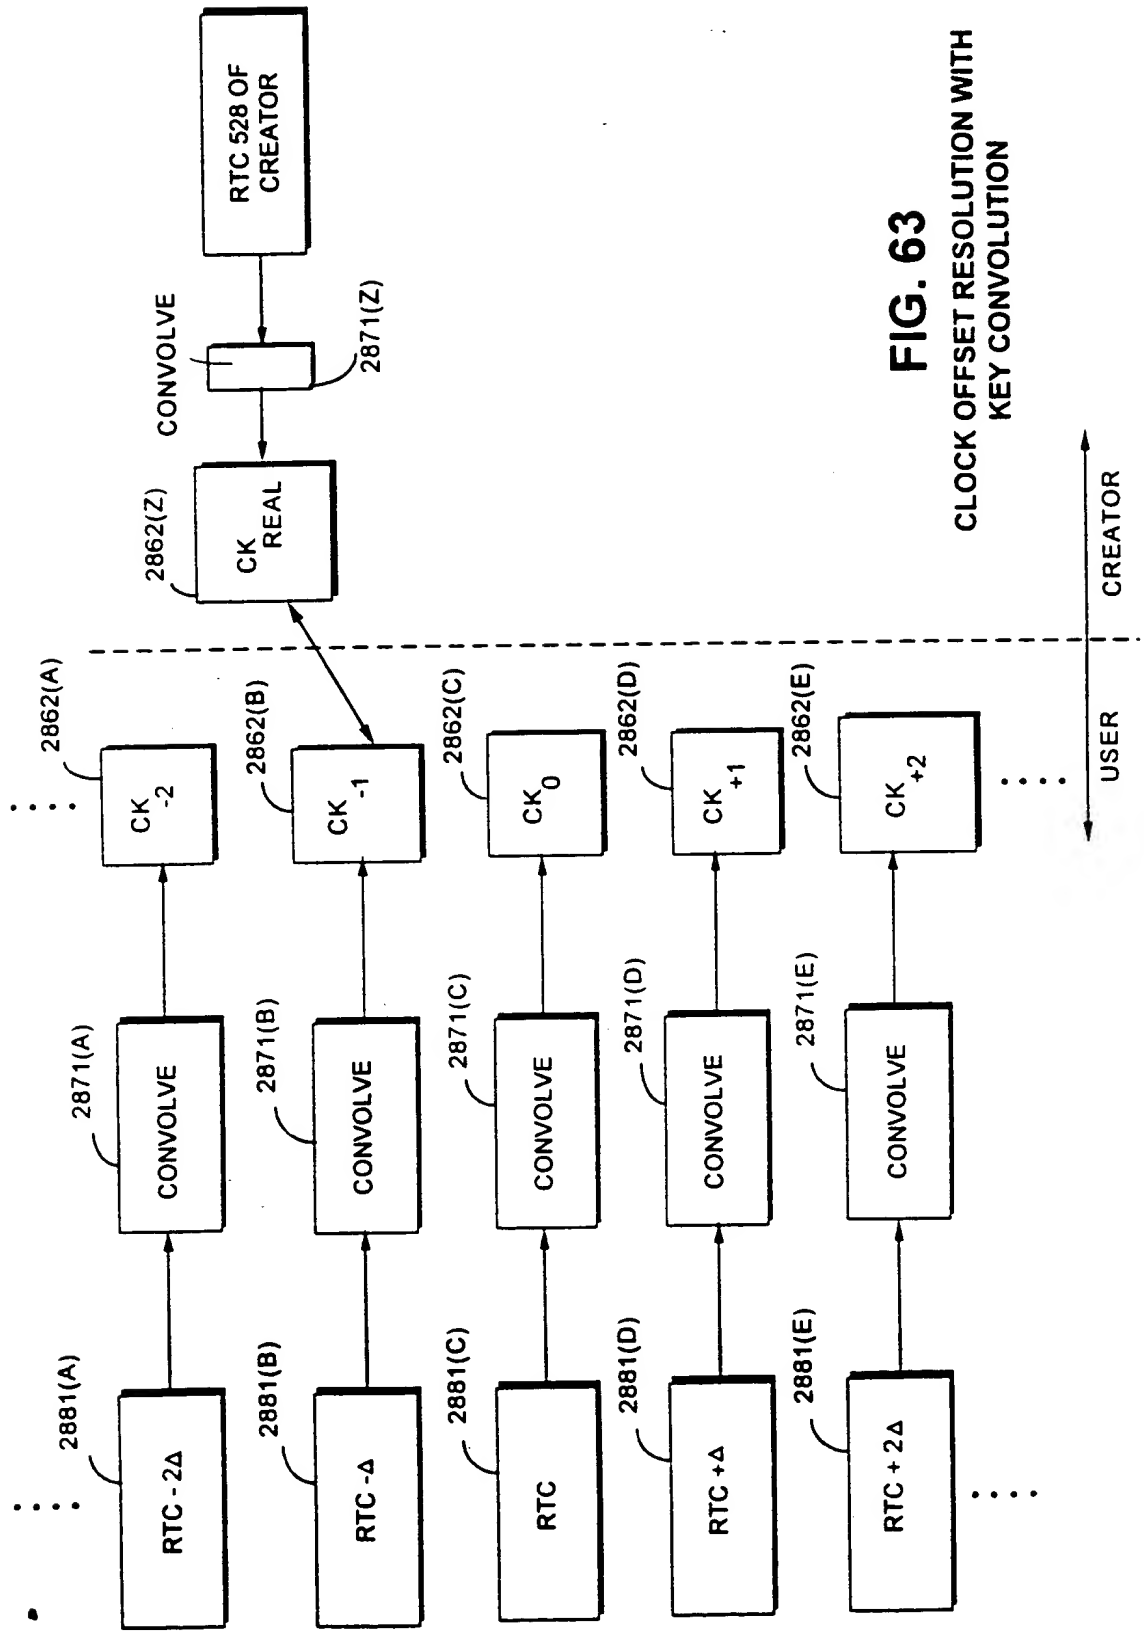 2881(A)
RTC - 2Δ
2871(A)
CONVOLVE
2862(A)
CK -2
2881(B)
RTC -Δ
2871(B)
CONVOLVE
2862(B)
CK -1
2881(C)
RTC
2871(C)
CONVOLVE
2862(C)
CK 0
2881(D)
RTC +Δ
2871(D)
CONVOLVE
2862(D)
CK +1
2881(E)
RTC + 2Δ
2871(E)
CONVOLVE
2862(E)
CK +2
2862(Z)
CK REAL
CONVOLVE
2871(Z)
RTC 528 OF
CREATOR
USER
CREATOR
FIG. 63
CLOCK OFFSET RESOLUTION WITH
KEY CONVOLUTION